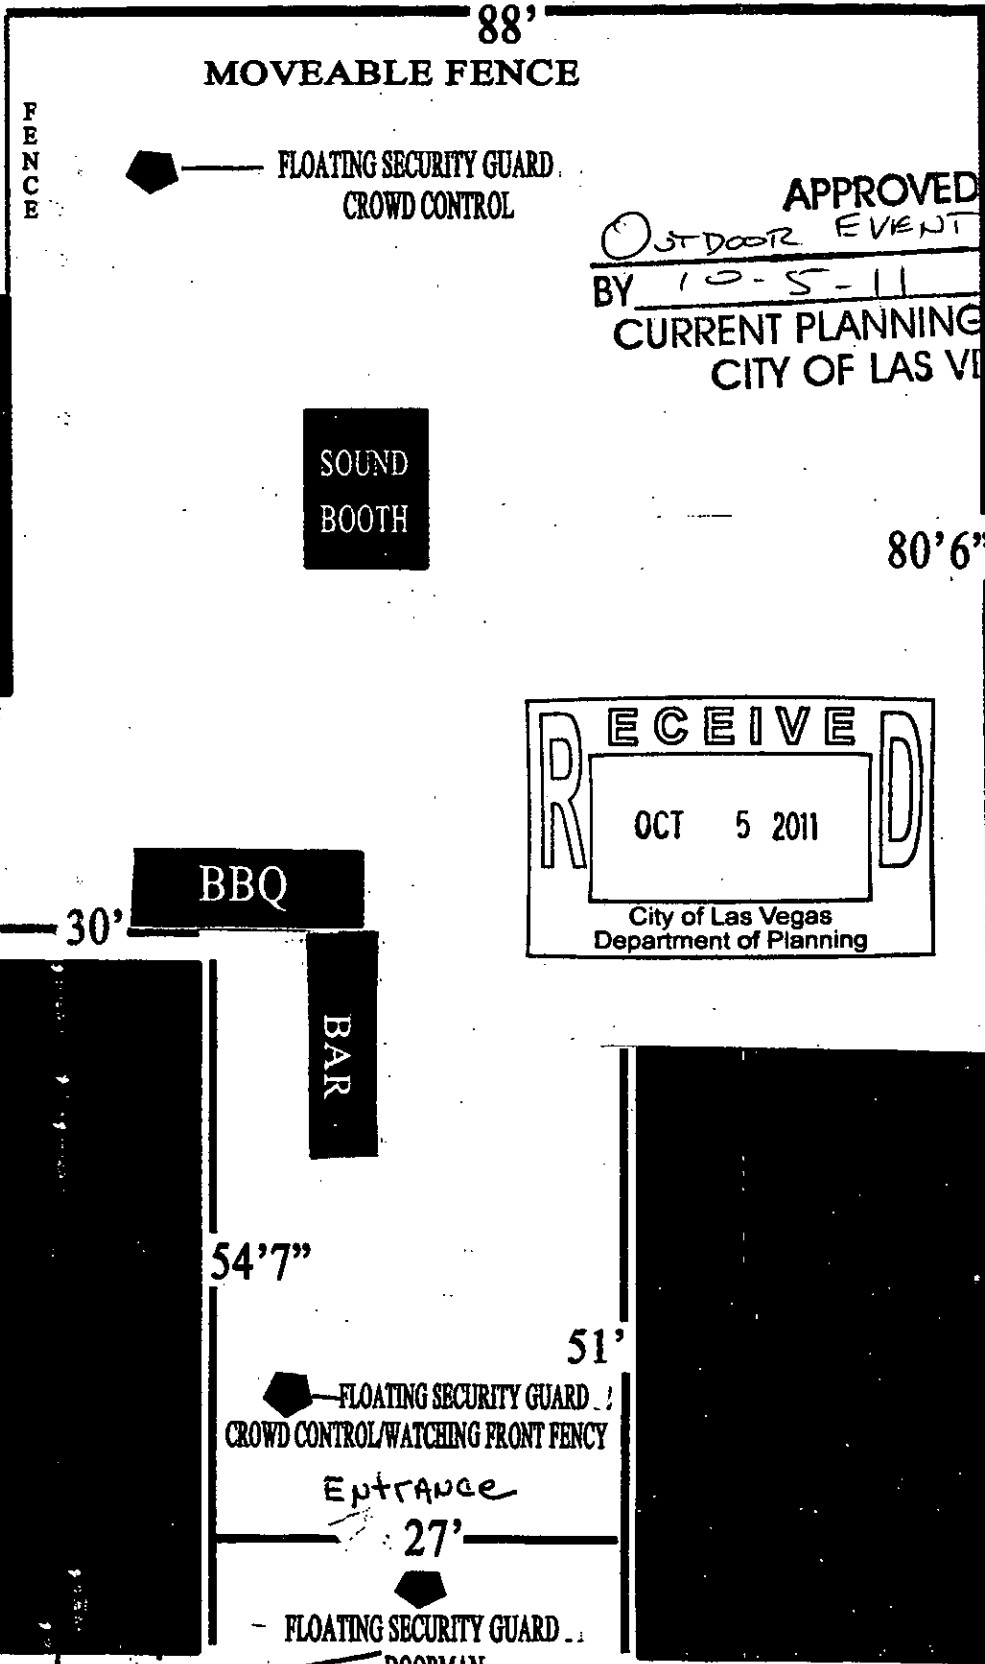 88'
MOVEABLE FENCE
FENCE
FLOATING SECURITY GUARD
CROWD CONTROL
APPROVED
OUTDOOR EVENT
BY 10-5-11
CURRENT PLANNING
CITY OF LAS VE
SOUND
BOOTH
80'6"
RECEIVED
OCT 5 2011
City of Las Vegas
Department of Planning
BBQ
30'
BAR
54'7"
51'
FLOATING SECURITY GUARD
CROWD CONTROL/WATCHING FRONT FENCY
ENTRANCE
27'
FLOATING SECURITY GUARD
DOORMAN